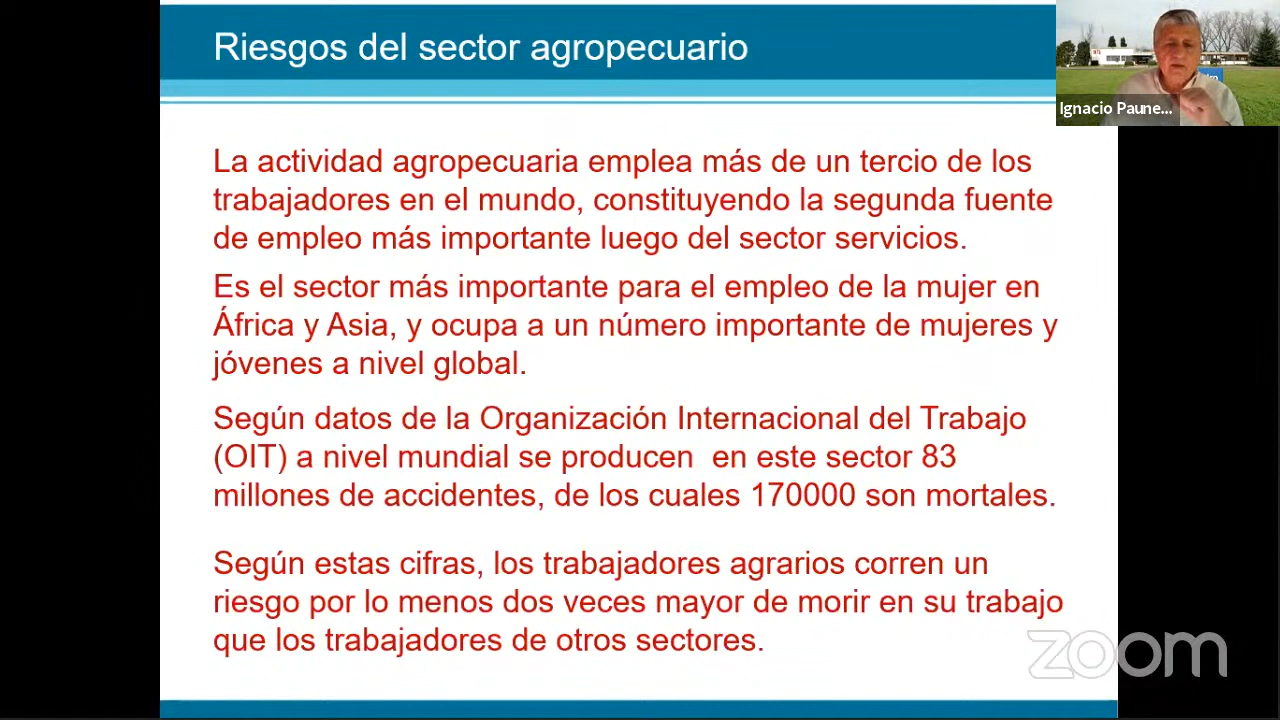 Riesgos del sector agropecuario
Ignacio Paune...
La actividad agropecuaria emplea más de un tercio de los
trabajadores en el mundo, constituyendo la segunda fuente
de empleo más importante luego del sector servicios.
Es el sector más importante para el empleo de la mujer en
África y Asia, y ocupa a un número importante de mujeres y
jóvenes a nivel global.
Según datos de la Organización Internacional del Trabajo
(OIT) a nivel mundial se producen  en este sector 83
millones de accidentes, de los cuales 170000 son mortales.
Según estas cifras, los trabajadores agrarios corren un
riesgo por lo menos dos veces mayor de morir en su trabajo
que los trabajadores de otros sectores.
zoom